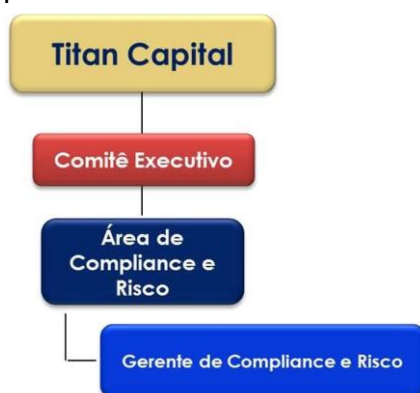 Titan Capital
Comitê Executivo
Área de
Compliance e
Risco
Gerente de Compliance e Risco